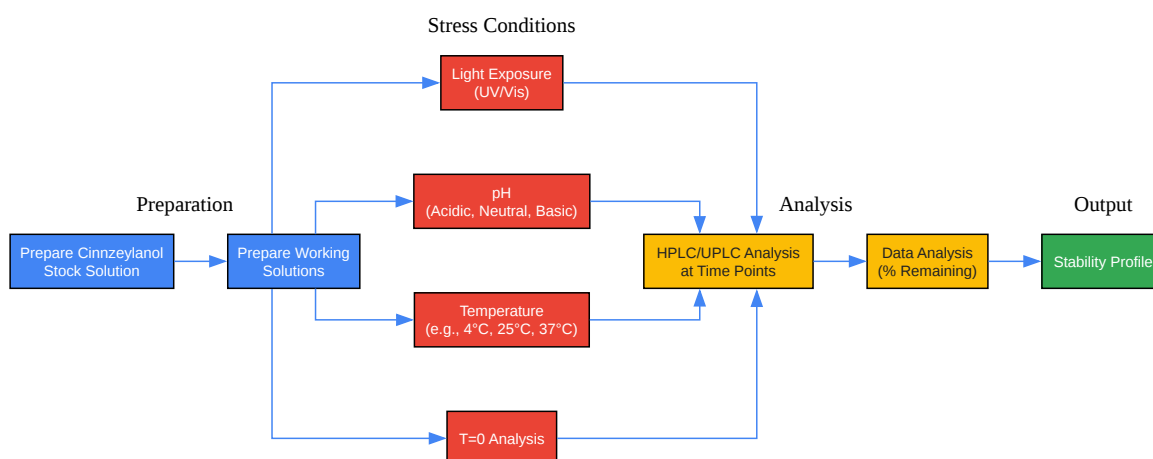 Stress Conditions
Light Exposure
(UV/Vis)
pH
(Acidic, Neutral, Basic)
Preparation
Analysis
Output
Prepare Cinnzeylanol
Stock Solution
Prepare Working
Solutions
HPLC/UPLC Analysis
at Time Points
Data Analysis
(% Remaining)
Stability Profile
Temperature
(e.g., 4°C, 25°C, 37°C)
T=0 Analysis